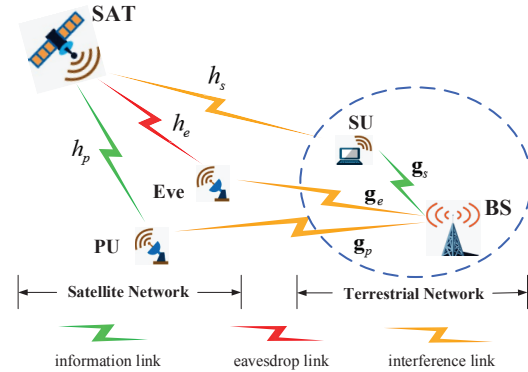 SAT
h_s
SU
h_p
h_e
g_s
Eve
g_e
BS
PU
g_p
Satellite Network
Terrestrial Network
information link
eavesdrop link
interference link